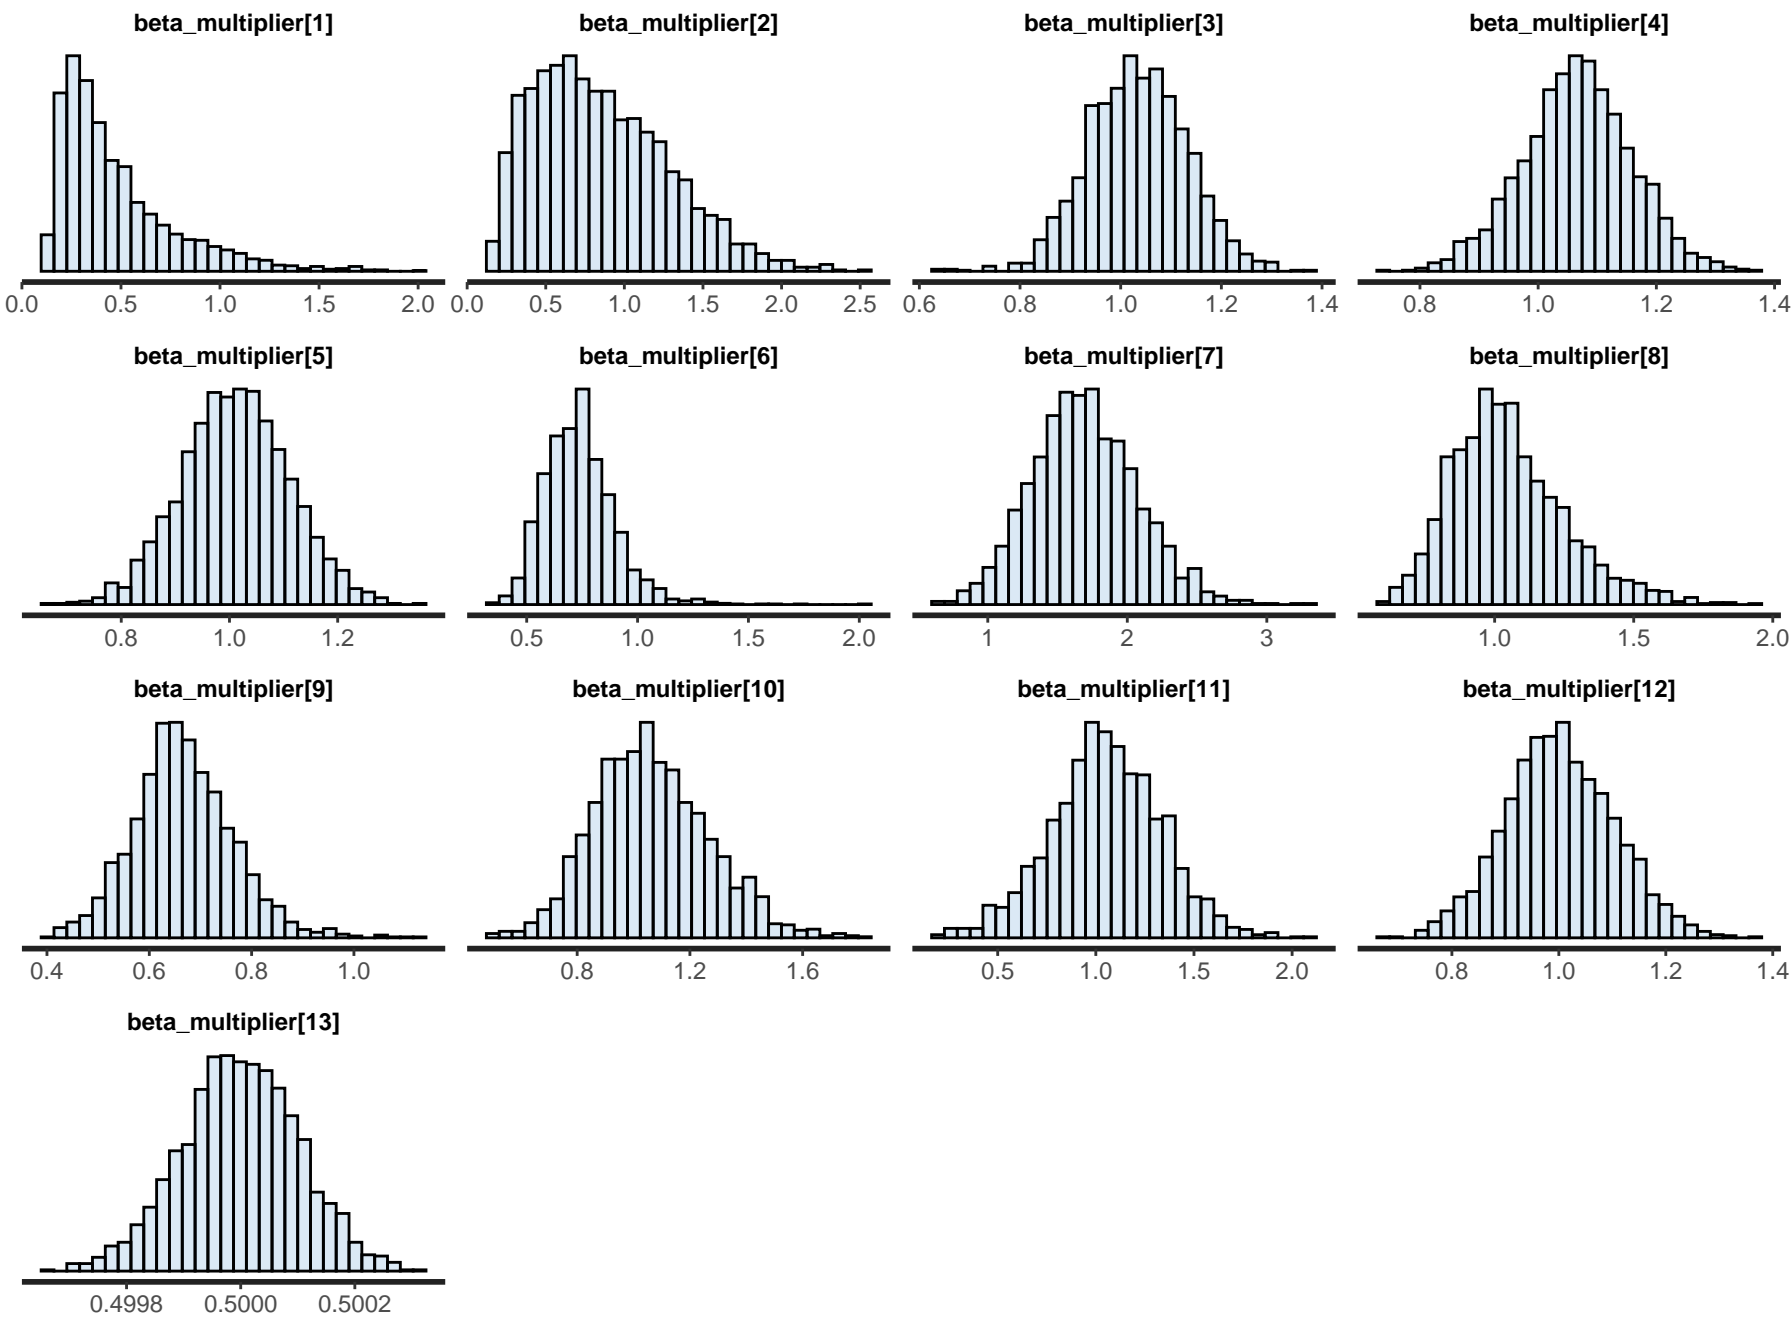 beta_multiplier[1] beta_multiplier[2] beta_multiplier[3] beta_multiplier[4]
0.0 0.5 1.0 1.5 2.0 0.0 0.5 1.0 1.5 2.0 2.5 0.6 0.8 1.0 1.2 1.4 0.8 1.0 1.2 1.4
beta_multiplier[5] beta_multiplier[6] beta_multiplier[7] beta_multiplier[8]
0.8 1.0 1.2 0.5 1.0 1.5 2.0 1 2 3 1.0 1.5 2.0
beta_multiplier[9] beta_multiplier[10] beta_multiplier[11] beta_multiplier[12]
0.4 0.6 0.8 1.0 0.8 1.2 1.6 0.5 1.0 1.5 2.0 0.8 1.0 1.2 1.4
beta_multiplier[13]
0.4998 0.5000 0.5002